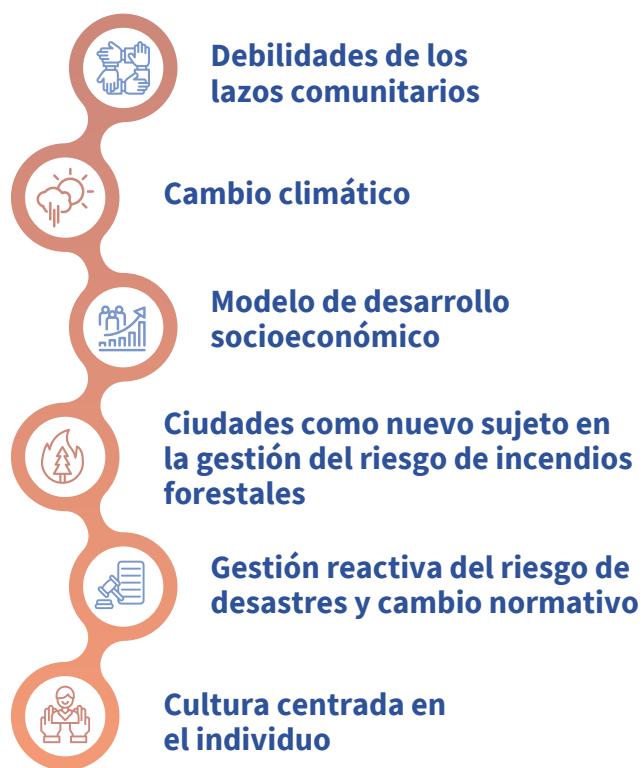 Debilidades de los
lazos comunitarios
Cambio climático
Modelo de desarrollo
socioeconómico
Ciudades como nuevo sujeto en
la gestión del riesgo de incendios
forestales
Gestión reactiva del riesgo de
desastres y cambio normativo
Cultura centrada en
el individuo